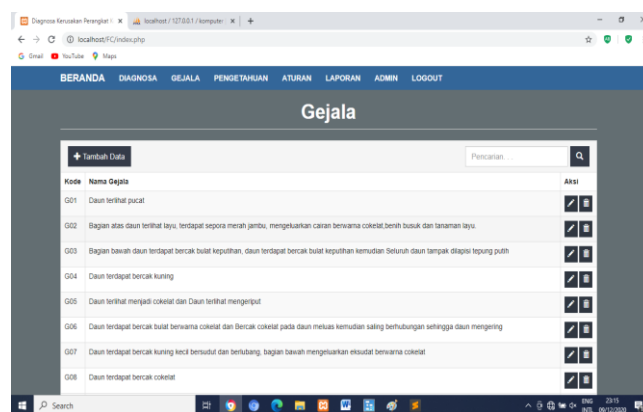 Diagnosa Kerusakan Perangkat
localhost / 127.0.0.1 / komputer
localhost/FC/index.php
Gmail YouTube Maps
BERANDA DIAGNOSA GEJALA PENGETAHUAN ATURAN LAPORAN ADMIN LOGOUT
Gejala
Tambah Data Pencarian. . .
Kode Nama Gejala Aksi
G01 Daun terlihat pucat
G02 Bagian atas daun terlihat layu, terdapat sepora merah jambu, mengeluarkan cairan berwarna cokelat,benih busuk dan tanaman layu.
G03 Bagian bawah daun terdapat bercak bulat keputihan, daun terdapat bercak bulat keputihan kemudian Seluruh daun tampak dilapisi tepung putih
G04 Daun terdapat bercak kuning
G05 Daun terlihat menjadi cokelat dan Daun terlihat mengeriput
G06 Daun terdapat bercak bulat berwarna cokelat dan Bercak cokelat pada daun meluas kemudian saling berhubungan sehingga daun mengering
G07 Daun terdapat bercak kuning kecil bersudut dan berlubang, bagian bawah mengeluarkan eksudat berwarna cokelat
G08 Daun terdapat bercak cokelat
Search ENG 23:15
INTL 09/12/2020